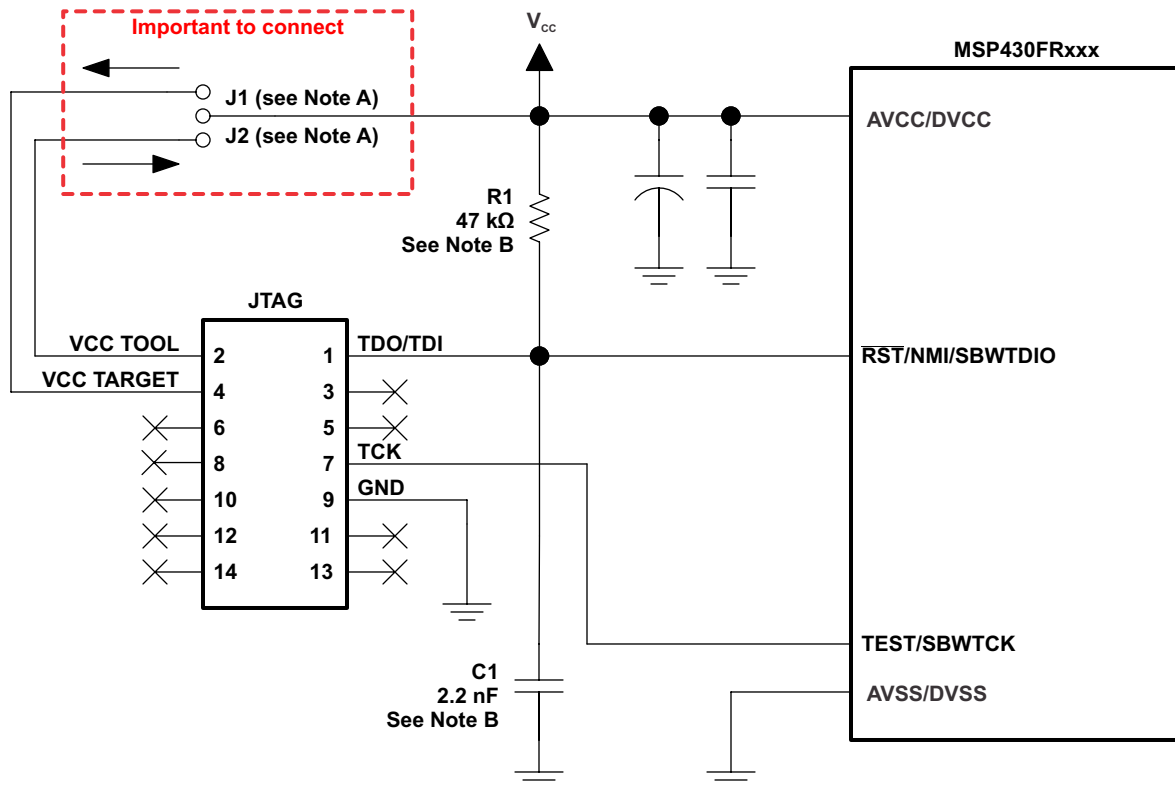 Important to connect
V_CC
MSP430FRxxx
J1 (see Note A)
J2 (see Note A)
AVCC/DVCC
R1
47 kΩ
See Note B
JTAG
VCC TOOL
2
1
TDO/TDI
RST/NMI/SBWTDIO
VCC TARGET
4
3
6
5
TCK
8
7
GND
10
9
12
11
14
13
TEST/SBWTCK
C1
2.2 nF
See Note B
AVSS/DVSS